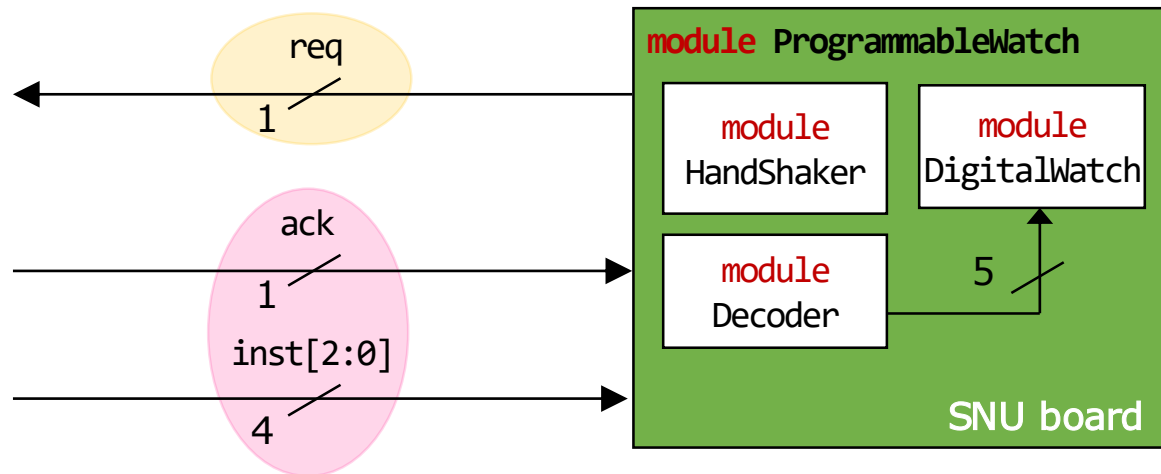 req
1
ack
1
inst[2:0]
4
module ProgrammableWatch
module
HandShaker
module
DigitalWatch
module
Decoder
5
SNU board